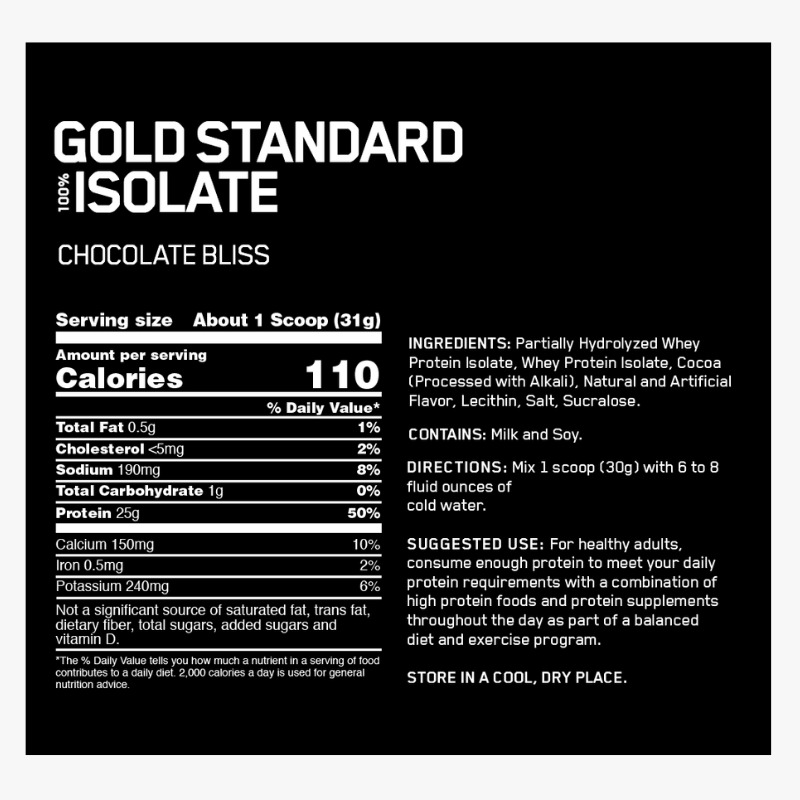 GOLD STANDARD
100% ISOLATE
CHOCOLATE BLISS
Serving size About 1 Scoop (31g)
Amount per serving
Calories 110
% Daily Value*
Total Fat 0.5g 1%
Cholesterol <5mg 2%
Sodium 190mg 8%
Total Carbohydrate 1g 0%
Protein 25g 50%
Calcium 150mg 10%
Iron 0.5mg 2%
Potassium 240mg 6%
Not a significant source of saturated fat, trans fat,
dietary fiber, total sugars, added sugars and
vitamin D.
*The % Daily Value tells you how much a nutrient in a serving of food
contributes to a daily diet. 2,000 calories a day is used for general
nutrition advice.
INGREDIENTS: Partially Hydrolyzed Whey
Protein Isolate, Whey Protein Isolate, Cocoa
(Processed with Alkali), Natural and Artificial
Flavor, Lecithin, Salt, Sucralose.
CONTAINS: Milk and Soy.
DIRECTIONS: Mix 1 scoop (30g) with 6 to 8
fluid ounces of
cold water.
SUGGESTED USE: For healthy adults,
consume enough protein to meet your daily
protein requirements with a combination of
high protein foods and protein supplements
throughout the day as part of a balanced
diet and exercise program.
STORE IN A COOL, DRY PLACE.